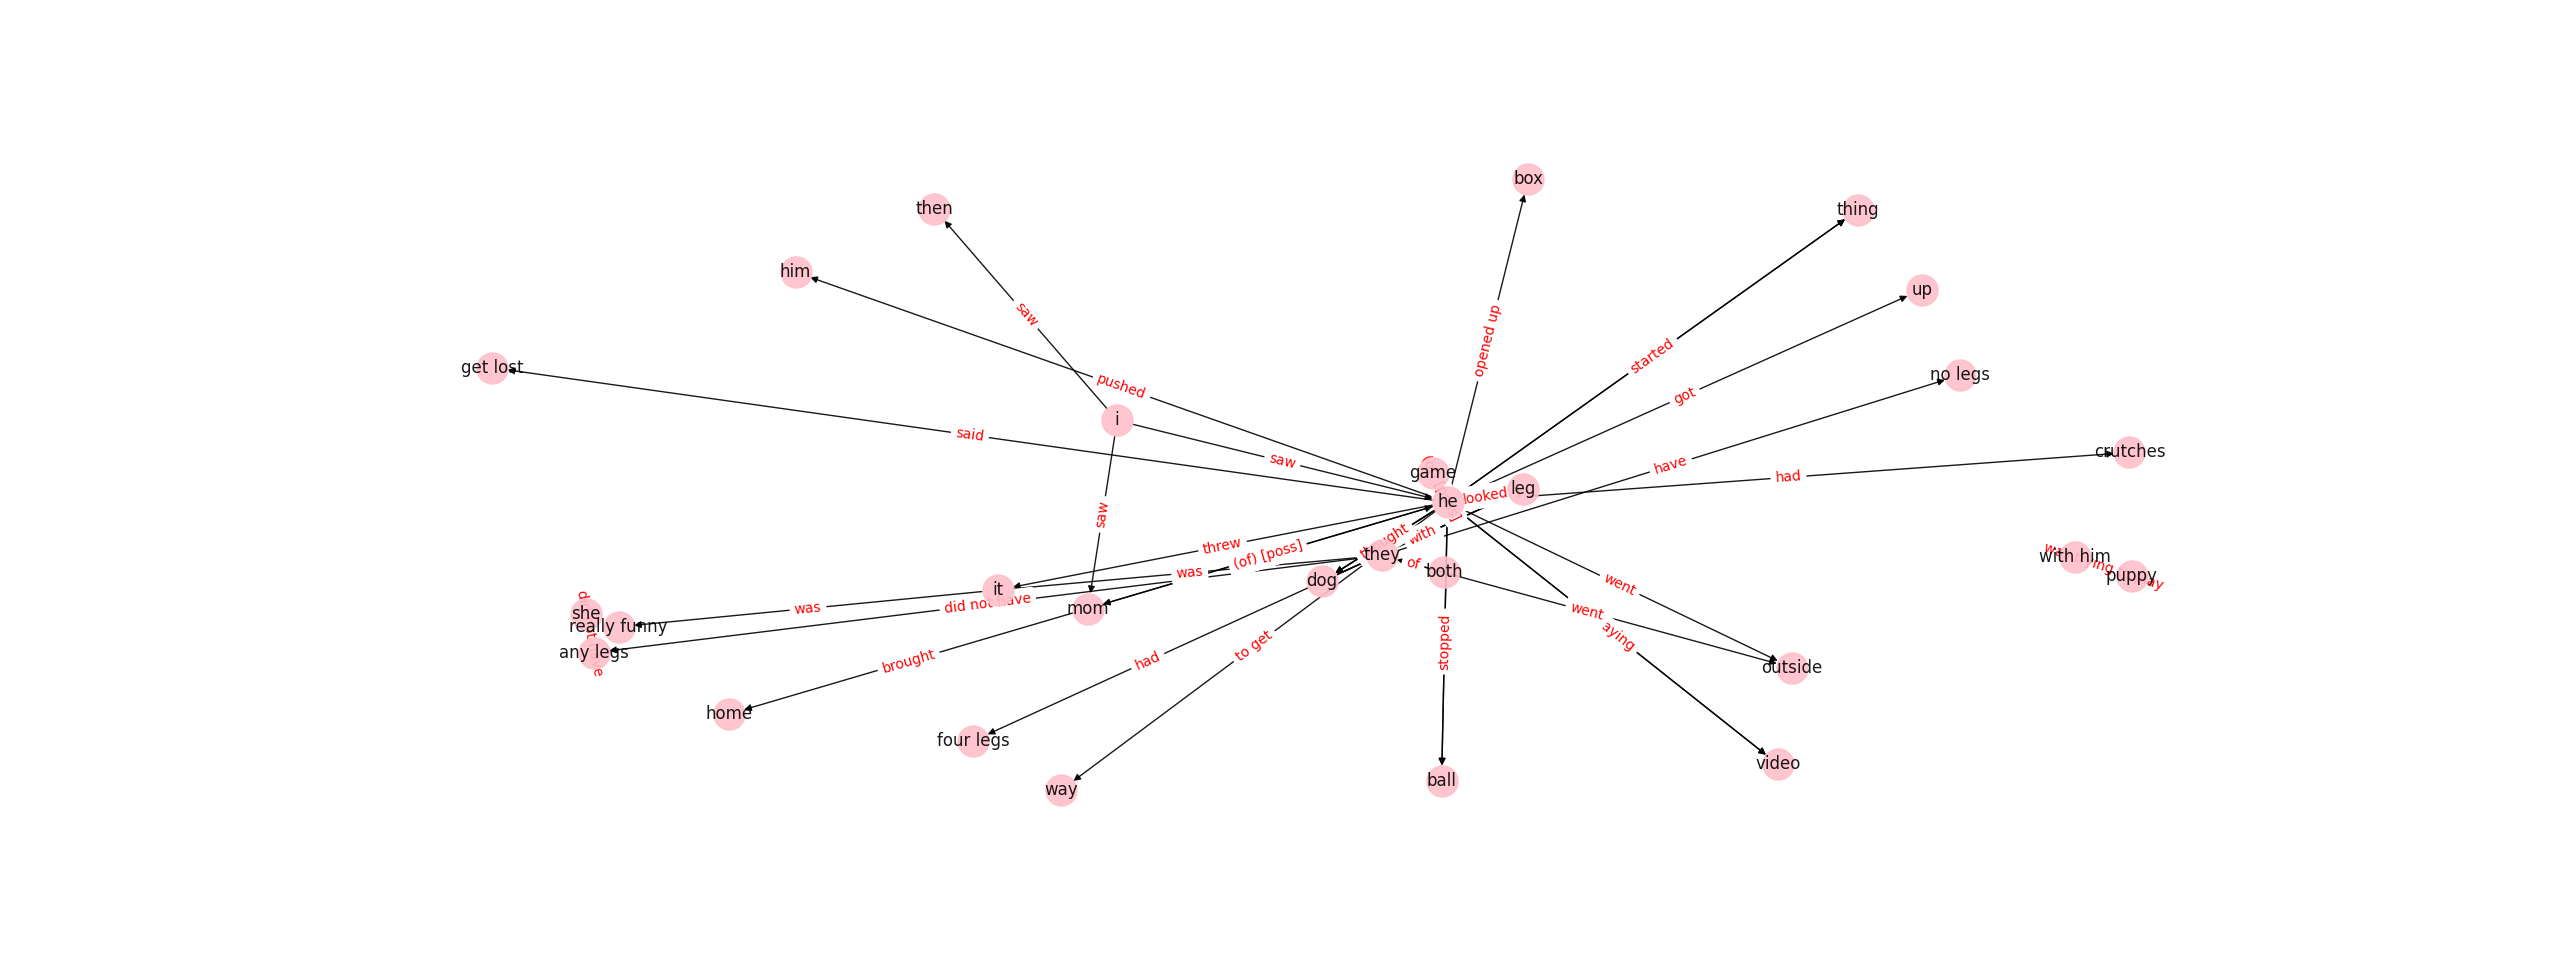 box
then
thing
him
up
saw
opened up
started
get lost
no legs
pushed
got
i
said
crutches
saw
have
had
game
leg
looked
he
saw
with
threw
(of) [poss]
they
of
with him
was
dog
both
puppy
it
went
she
was
did not have
mom
went
really funny
any legs
stopped
to get
brought
had
outside
home
four legs
video
way
ball